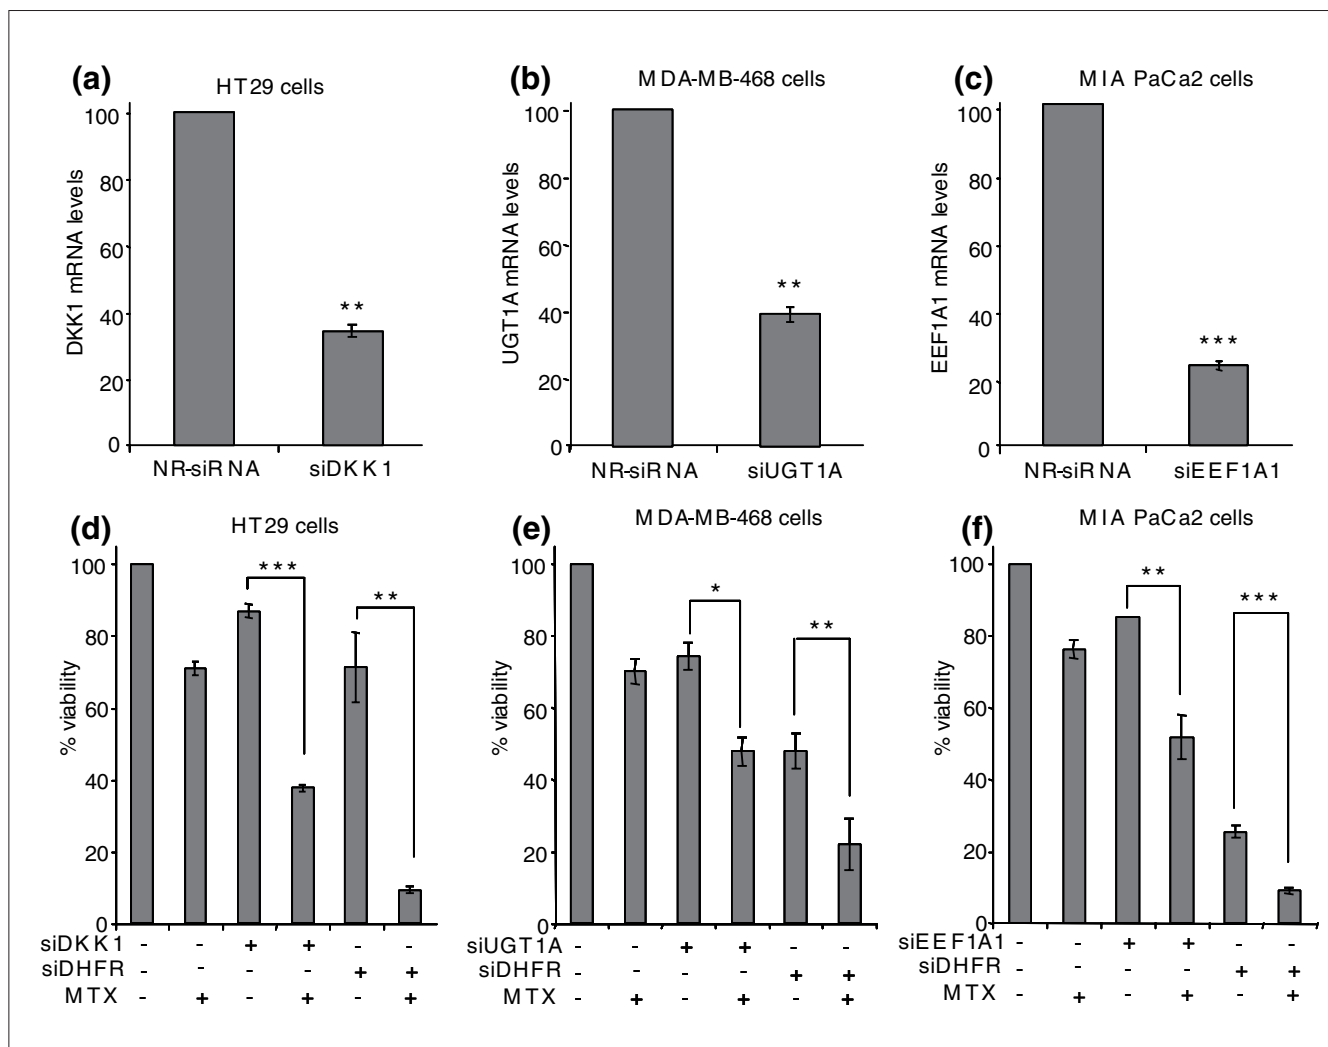 (a) HT29 cells
DKK1 mRNA levels
100
80
60
40
20
0
**
NR-siRNA siDKK1
(b) MDA-MB-468 cells
UGT1A mRNA levels
100
80
60
40
20
0
**
NR-siRNA siUGT1A
(c) MIA PaCa2 cells
EEF1A1 mRNA levels
100
80
60
40
20
0
***
NR-siRNA siEEF1A1
(d) HT29 cells
% viability
100
80
60
40
20
0
*** **
siDKK1 - - + + - -
siDHFR - - - - + +
MTX - + - + - +
(e) MDA-MB-468 cells
% viability
100
80
60
40
20
0
* **
siUGT1A - - + + - -
siDHFR - - - - + +
MTX - + - + - +
(f) MIA PaCa2 cells
% viability
100
80
60
40
20
0
** ***
siEEF1A1 - - + + - -
siDHFR - - - - + +
MTX - + - + - +